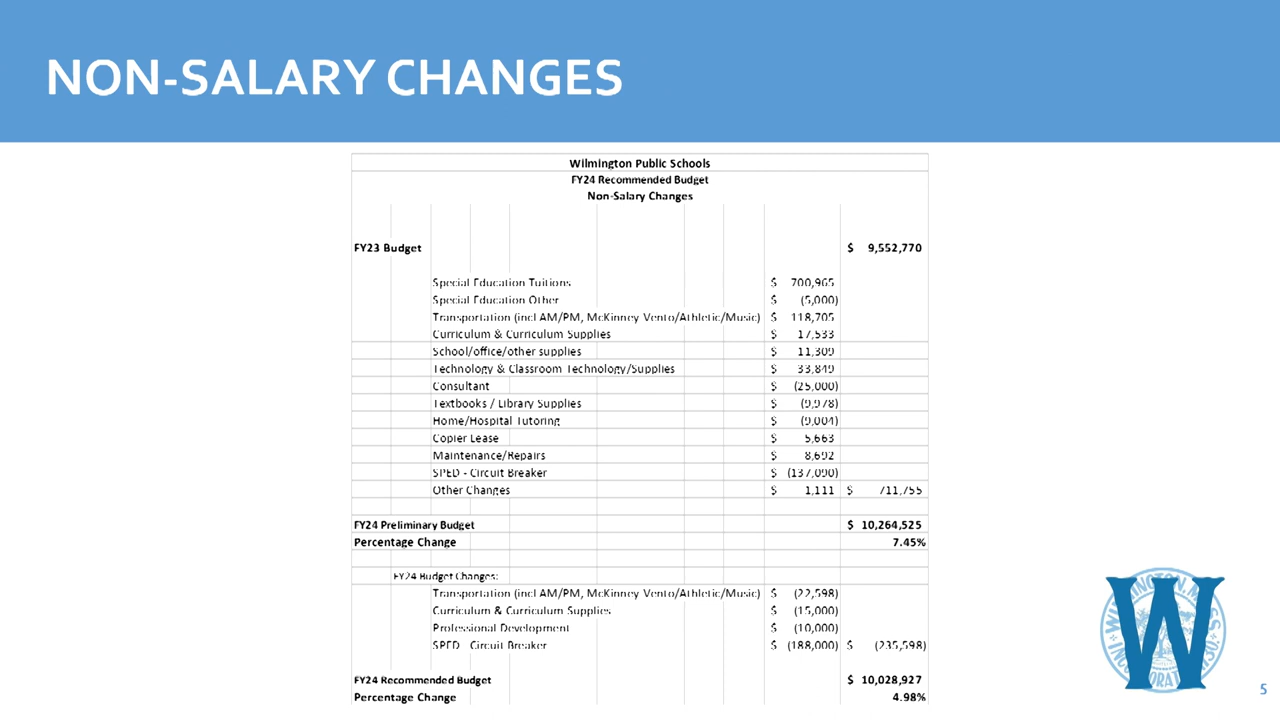 NON-SALARY CHANGES
Wilmington Public Schools
FY24 Recommended Budget
Non-Salary Changes
FY23 Budget $ 9,552,770
Special Education Tuitions $ 700,965
Special Education Other $ (5,000)
Transportation (incl AM/PM, McKinney-Vento/Athletic/Music) $ 118,705
Curriculum & Curriculum Supplies $ 17,533
School/office/other supplies $ 11,309
Technology & Classroom Technology/Supplies $ 33,849
Consultant $ (25,000)
Textbooks / Library Supplies $ (9,978)
Home/Hospital Tutoring $ (9,004)
Copier Lease $ 5,663
Maintenance/Repairs $ 8,692
SPED - Circuit Breaker $ (137,090)
Other Changes $ 1,111 $ 711,755
FY24 Preliminary Budget $ 10,264,525
Percentage Change 7.45%
FY24 Budget Changes:
Transportation (incl AM/PM, McKinney-Vento/Athletic/Music) $ (22,598)
Curriculum & Curriculum Supplies $ (15,000)
Professional Development $ (10,000)
SPED - Circuit Breaker $ (188,000) $ (235,598)
FY24 Recommended Budget $ 10,028,927
Percentage Change 4.98%
W
5